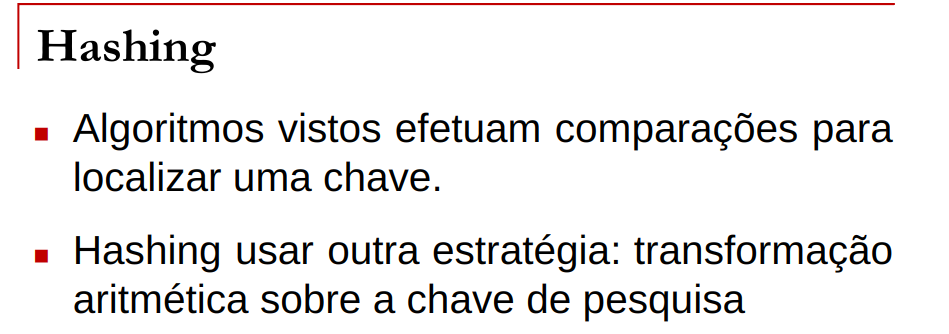 Hashing
Algoritmos vistos efetuam comparações para
localizar uma chave.
Hashing usar outra estratégia: transformação
aritmética sobre a chave de pesquisa